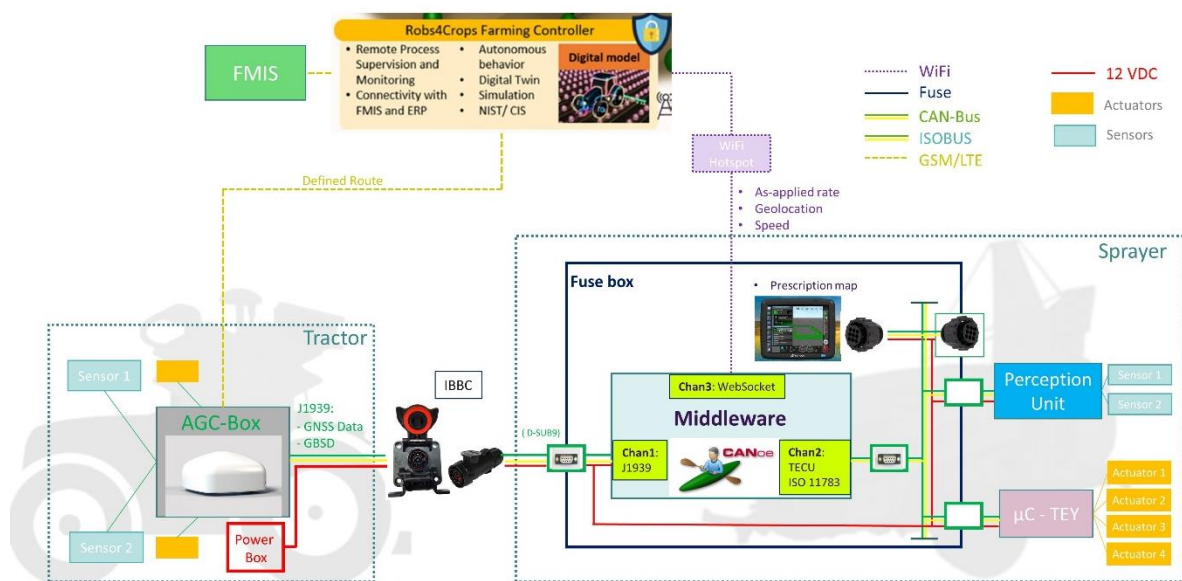 Robs4Crops Farming Controller
• Remote Process
Supervision and
Monitoring
• Connectivity with
FMIS and ERP
• Autonomous
behavior
• Digital Twin
• Simulation
• NIST/ CIS
Digital model
FMIS
WiFi
Fuse
CAN-Bus
ISOBUS
GSM/LTE
12 VDC
Actuators
Sensors
WiFi
Hotspot
Defined Route
• As-applied rate
• Geolocation
• Speed
Sprayer
Fuse box
• Prescription map
Tractor
Sensor 1
AGC-Box
J1939:
- GNSS Data
- GBSD
Sensor 2
Power
Box
IBBC
( D-SUB9)
Chan3: WebSocket
Middleware
Chan1:
J1939
CANoe
Chan2:
TECU
ISO 11783
Perception
Unit
Sensor 1
Sensor 2
µC - TEY
Actuator 1
Actuator 2
Actuator 3
Actuator 4